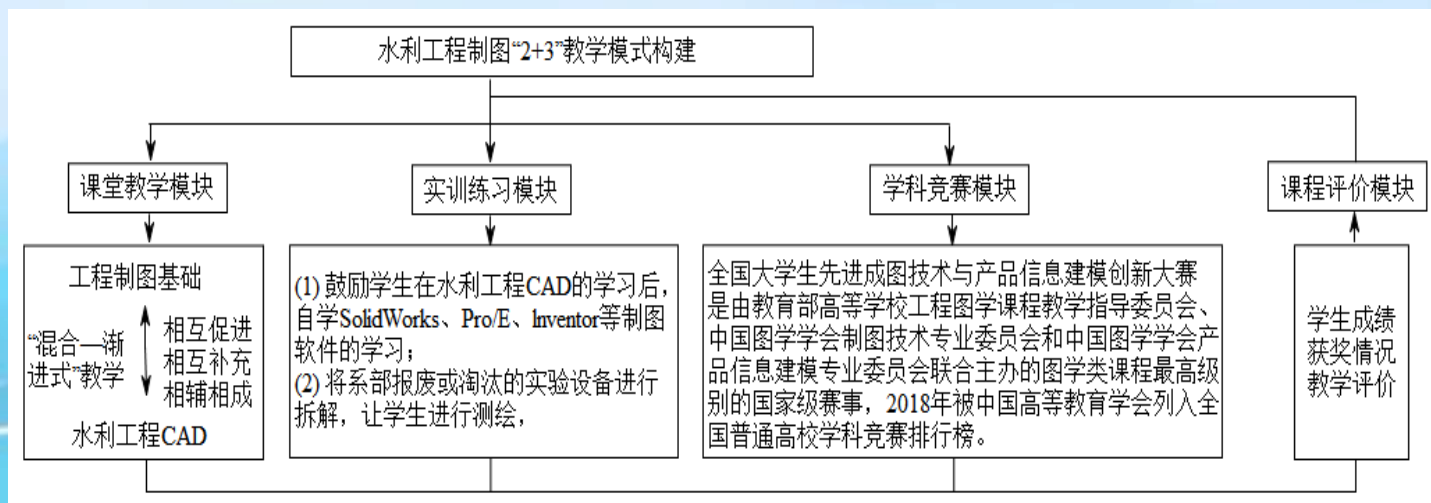 水利工程制图“2+3”教学模式构建
课堂教学模块
实训练习模块
学科竞赛模块
课程评价模块
工程制图基础
“混合—渐
进式”教学
相互促进
相互补充
相辅相成
水利工程CAD
(1) 鼓励学生在水利工程CAD的学习后，
自学SolidWorks、Pro/E、Inventor等制图
软件的学习；
(2) 将系部报废或淘汰的实验设备进行
拆解，让学生进行测绘，
全国大学生先进成图技术与产品信息建模创新大赛
是由教育部高等学校工程图学课程教学指导委员会、
中国图学学会制图技术专业委员会和中国图学学会产
品信息建模专业委员会联合主办的图学类课程最高级
别的国家级赛事，2018年被中国高等教育学会列入全
国普通高校学科竞赛排行榜。
学生成绩
获奖情况
教学评价